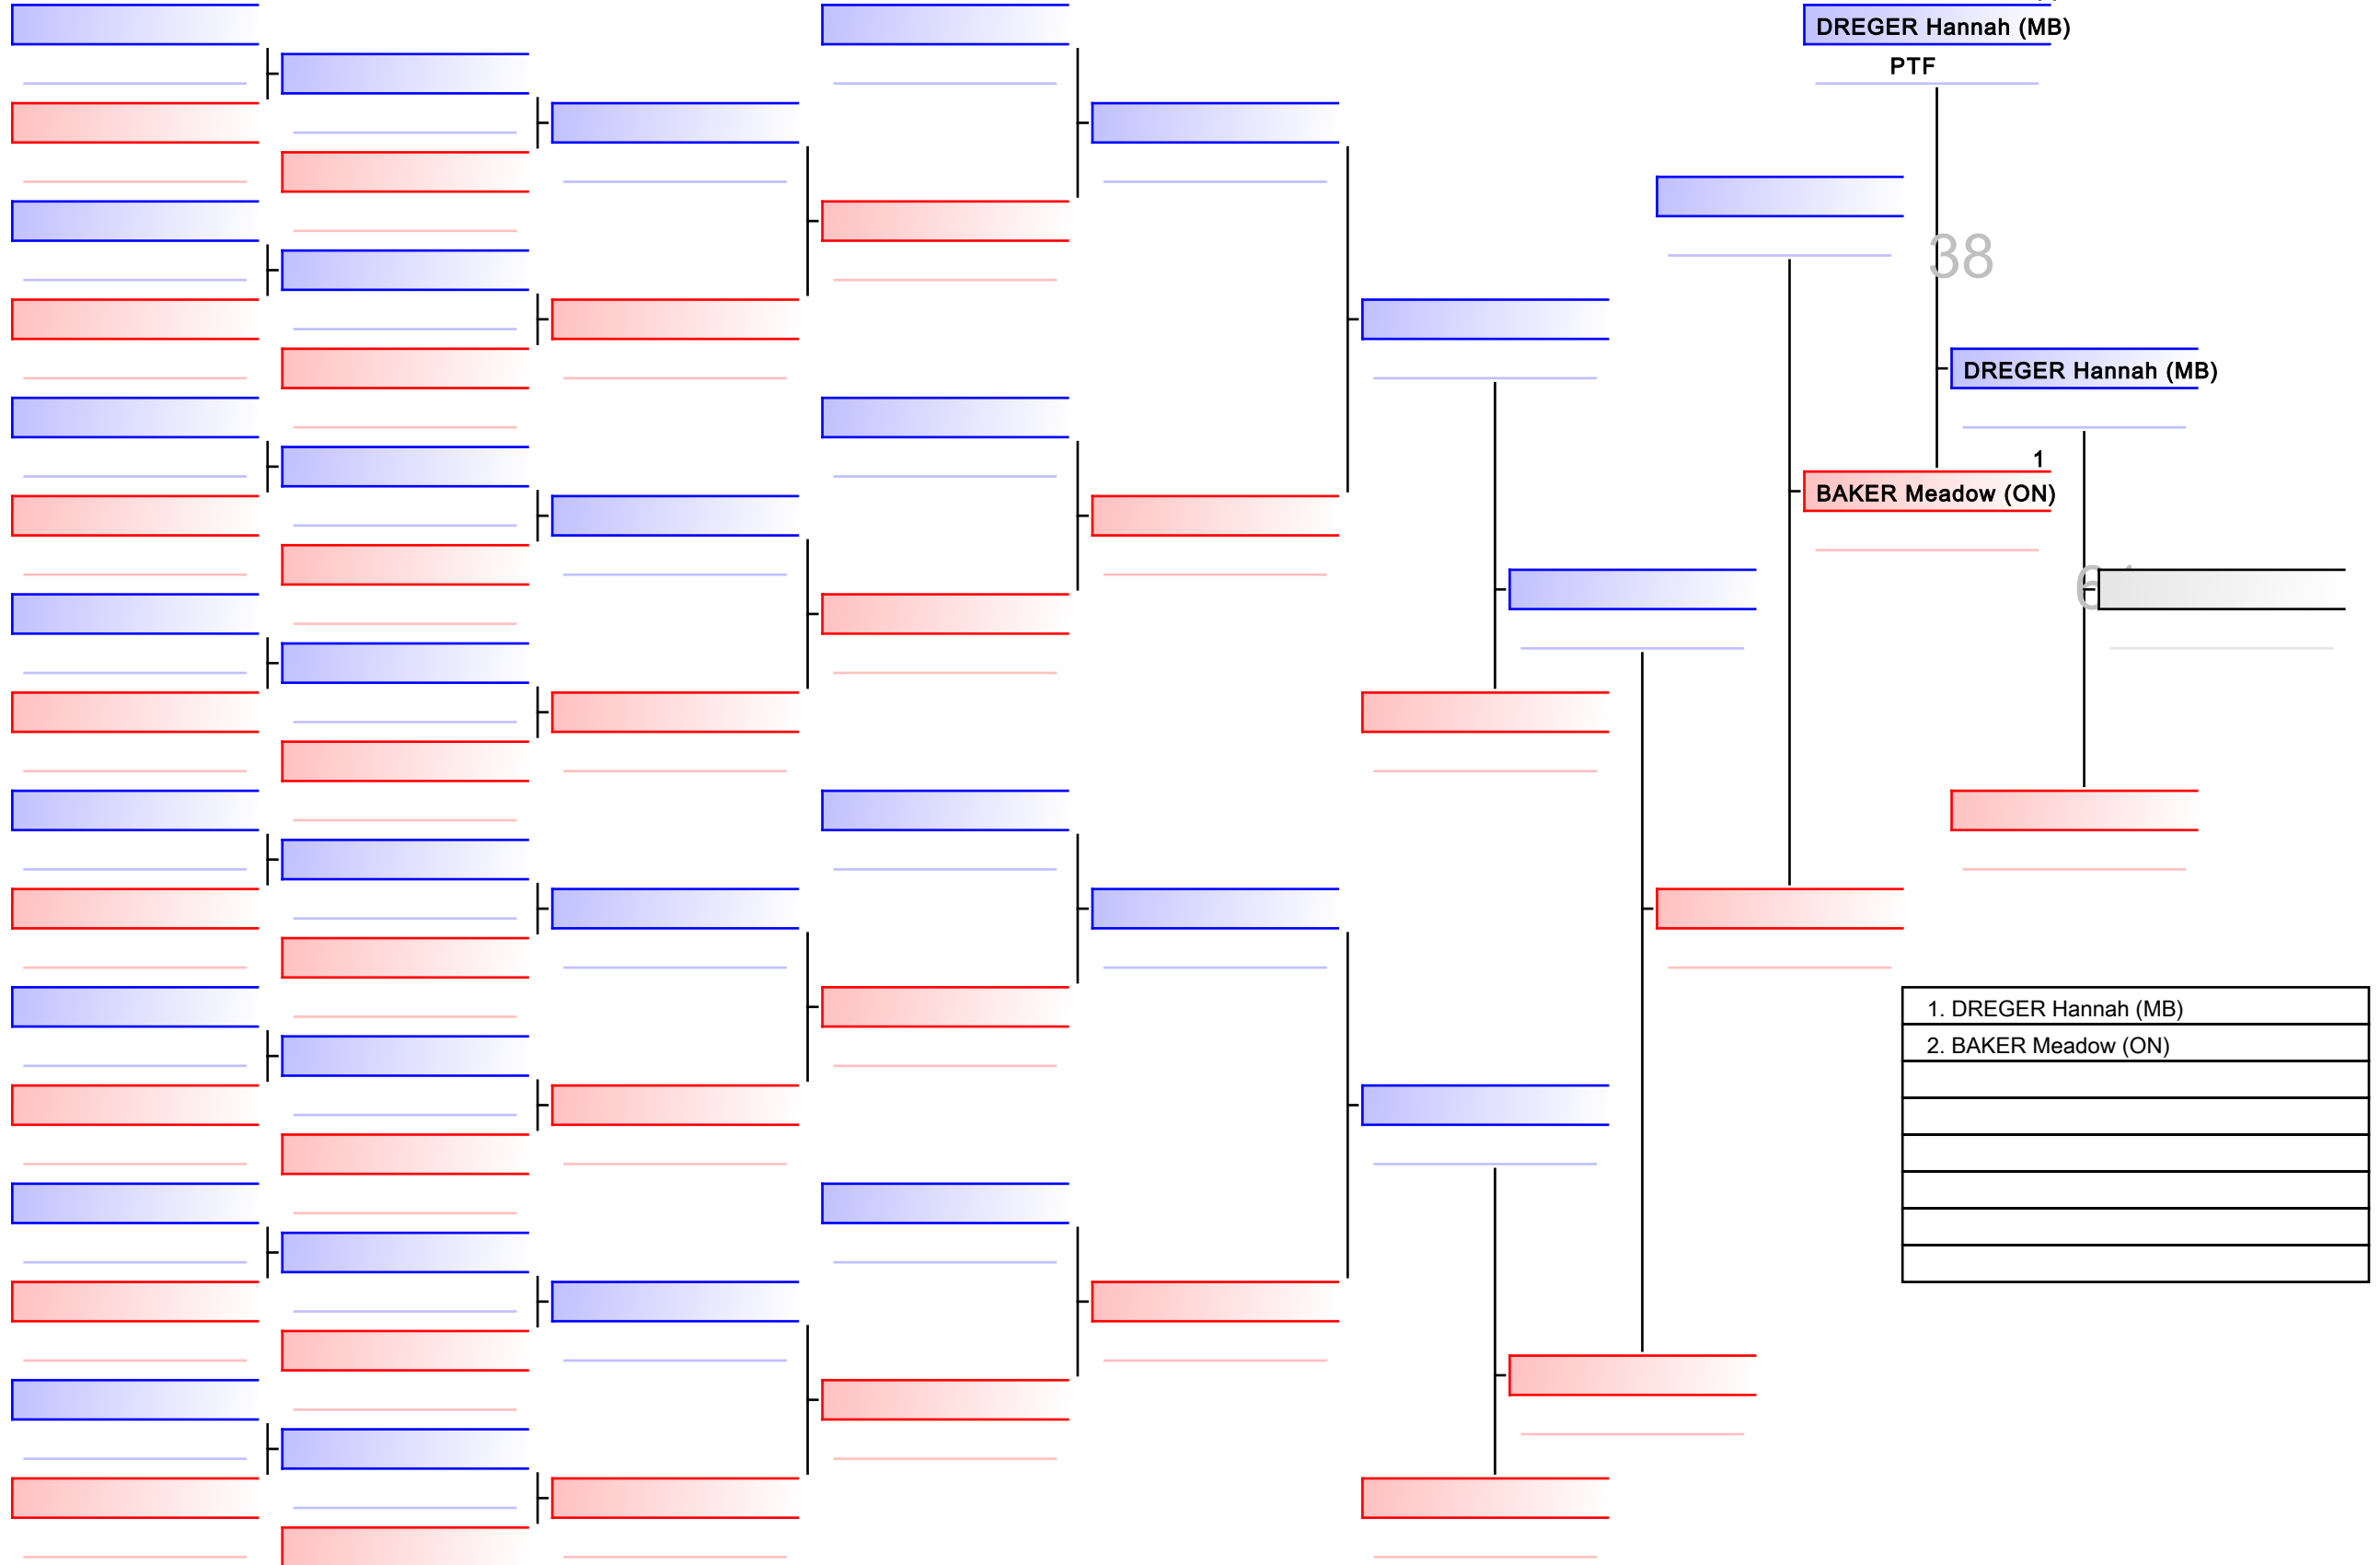 DREGER Hannah (MB)
PTF
38
DREGER Hannah (MB)
1
BAKER Meadow (ON)
1. DREGER Hannah (MB)
2. BAKER Meadow (ON)